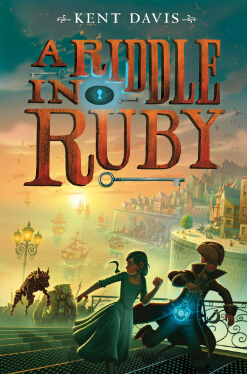 KENT DAVIS
A RIDDLE
IN
RUBY